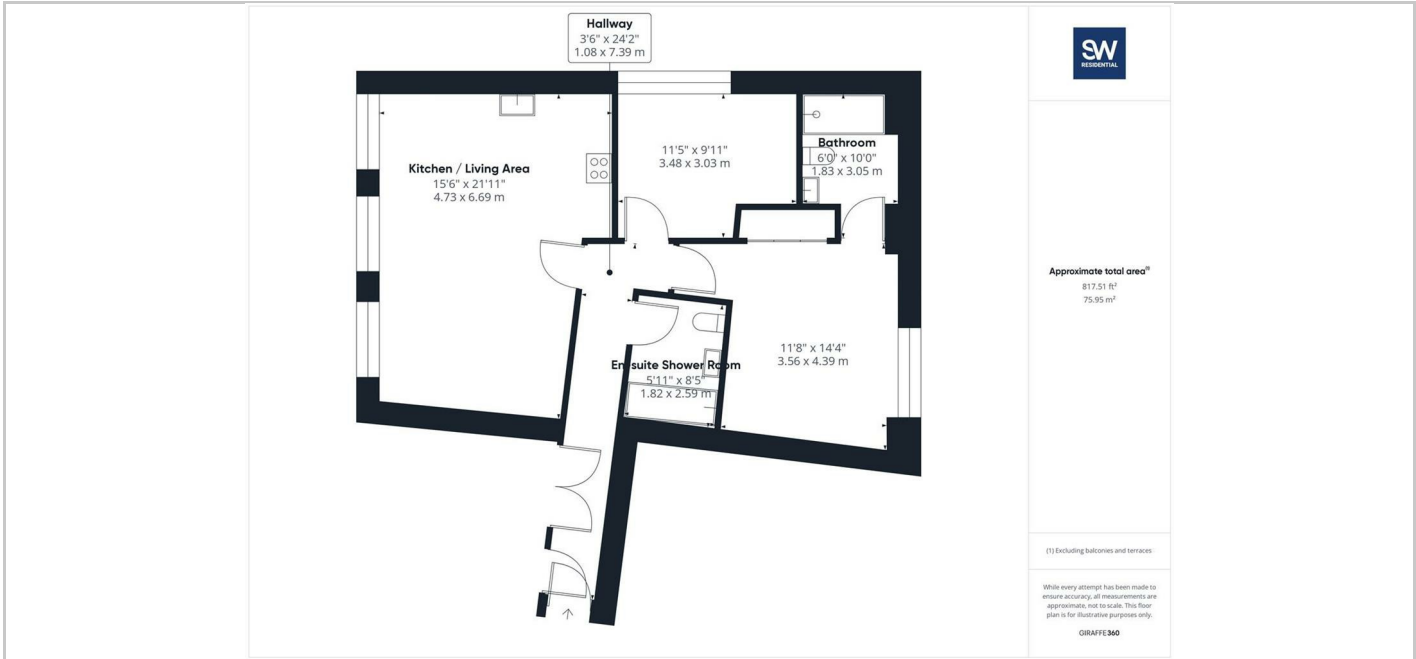 Hallway
3'6" x 24'2"
1.08 x 7.39 m
Kitchen / Living Area
15'6" x 21'11"
4.73 x 6.69 m
11'5" x 9'11"
3.48 x 3.03 m
Bathroom
6'0" x 10'0"
1.83 x 3.05 m
11'8" x 14'4"
3.56 x 4.39 m
Ensuite Shower Room
5'11" x 8'5"
1.82 x 2.59 m
SW
RESIDENTIAL
Approximate total area⁽¹⁾
817.51 ft²
75.95 m²
(1) Excluding balconies and terraces
While every attempt has been made to
ensure accuracy, all measurements are
approximate, not to scale. This floor
plan is for illustrative purposes only.
GIRAFFE360